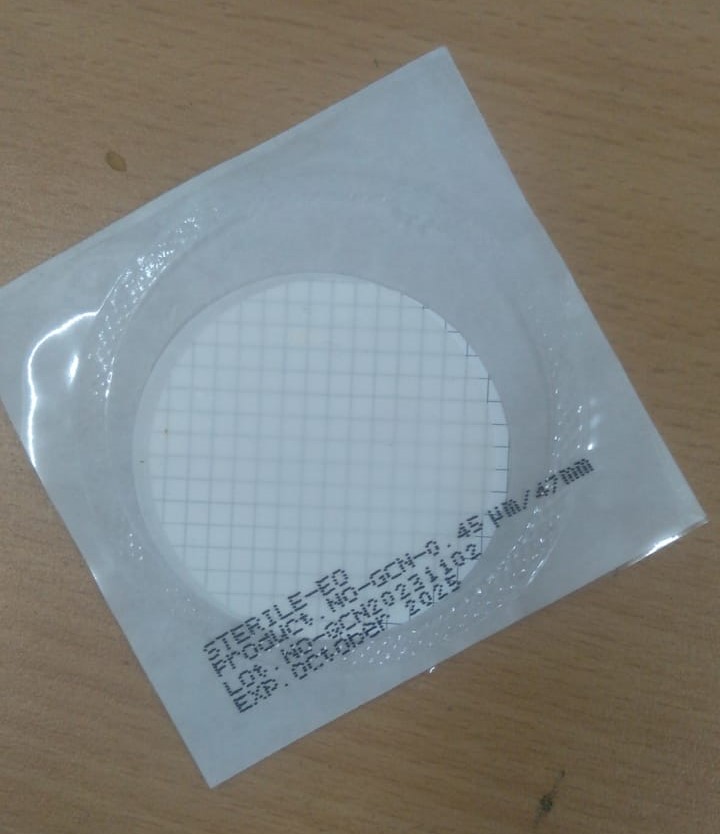 STERILE-EO
Product. NO-GCN-0.45 µm/47mm
Lot. NO-GCN20231102
EXP. October 2025